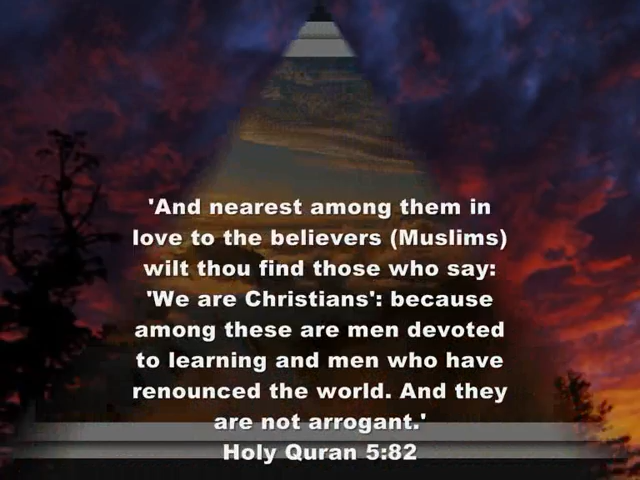 'And nearest among them in
love to the believers (Muslims)
wilt thou find those who say:
'We are Christians': because
among these are men devoted
to learning and men who have
renounced the world. And they
are not arrogant.'
Holy Quran 5:82